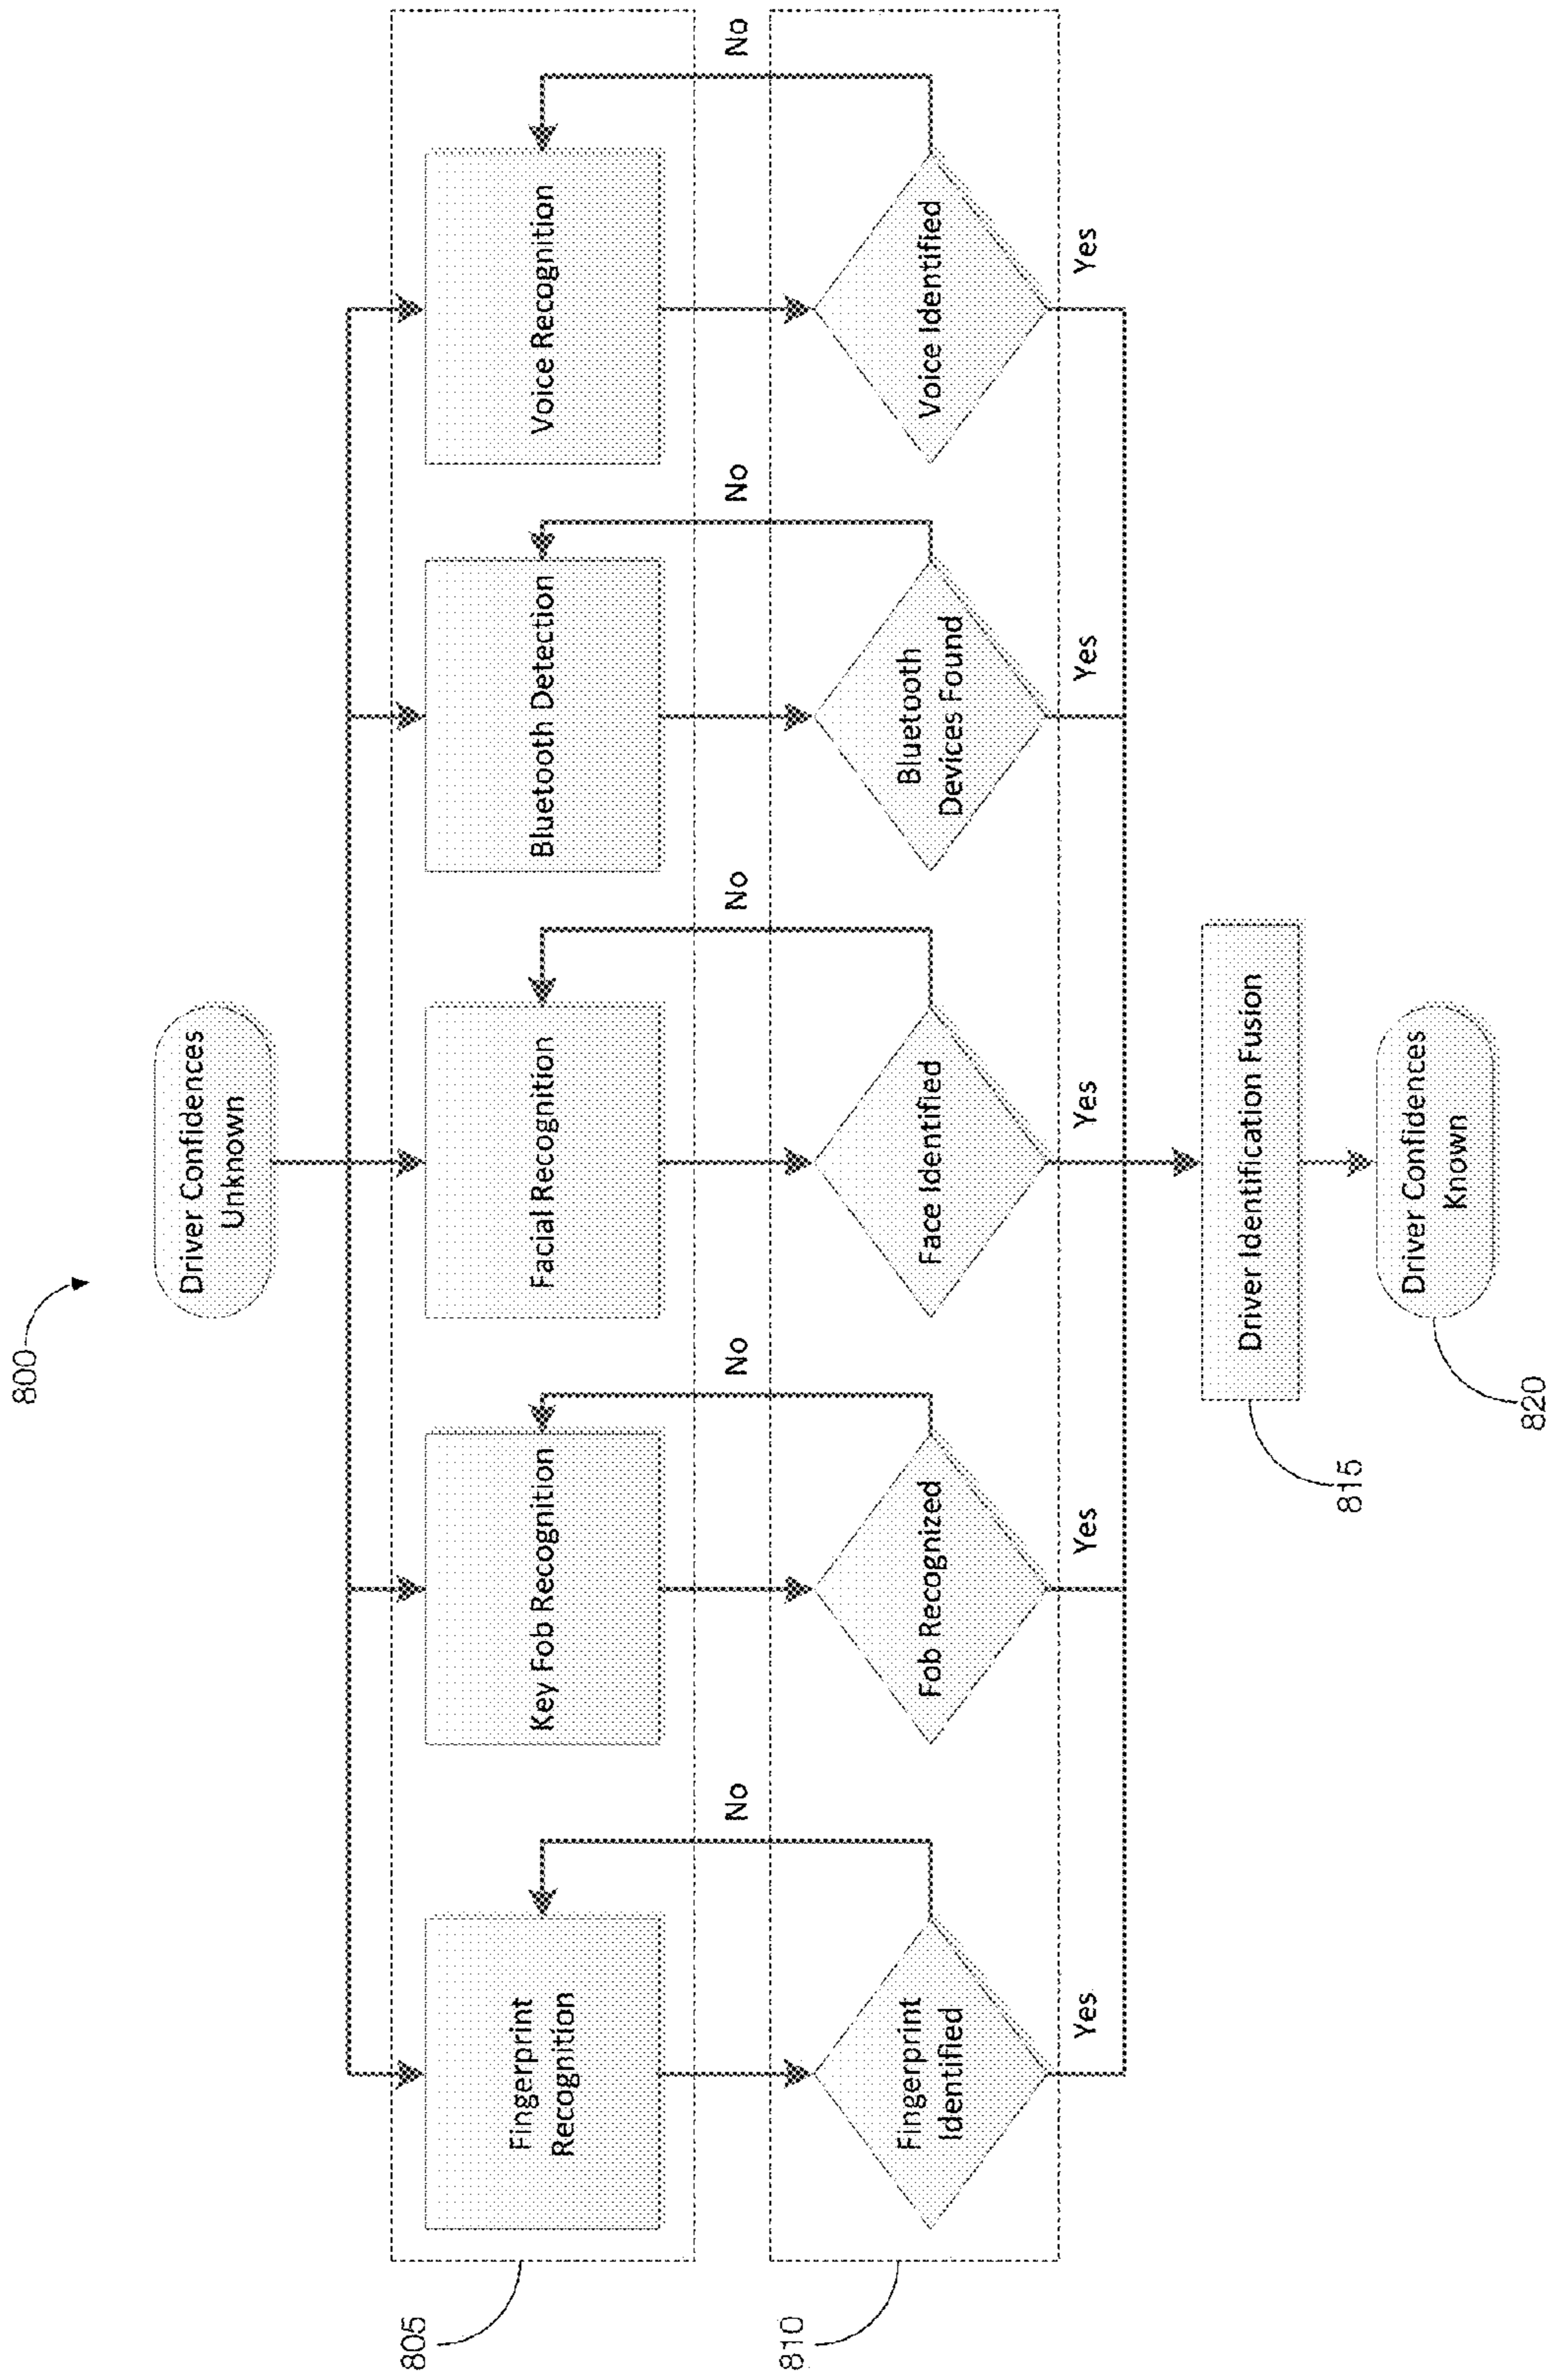 800
Driver Confidences
Unknown
805
Fingerprint
Recognition
Key Fob Recognition
Facial Recognition
Bluetooth Detection
Voice Recognition
No
No
No
No
No
810
Fingerprint
Identified
Fob Recognized
Face Identified
Bluetooth
Devices Found
Voice Identified
Yes
Yes
Yes
Yes
Yes
815
Driver Identification Fusion
820
Driver Confidences
Known